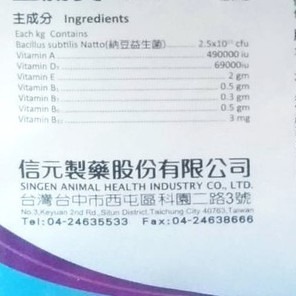 主成分 Ingredients
Each kg Contains
Bacillus subtilis Natto(納豆益生菌) 2.5x10 cfu
Vitamin A 490000 iu
Vitamin D₃ 69000iu
Vitamin E 2 gm
Vitamin B₁ 0.5 gm
Vitamin B₂ 0.3 gm
Vitamin B₆ 0.5 gm
Vitamin B₁₂ 3 mg
信元製藥股份有限公司
SINGEN ANIMAL HEALTH INDUSTRY CO., LTD.
台灣台中市西屯區科園二路3號
No.3,Keyuan 2nd Rd.,Situn District,Taichung City 40763,Taiwan
Tel:04-24635533 Fax:04-24638666